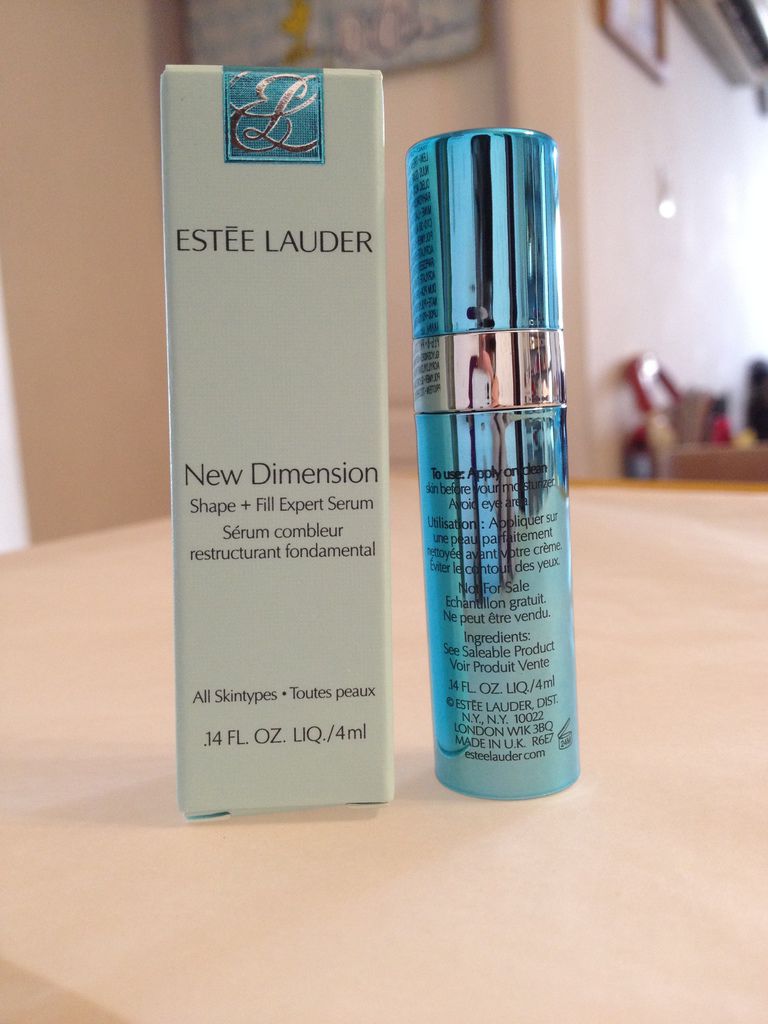 ESTĒE LAUDER
New Dimension
Shape + Fill Expert Serum
Sérum combleur
restructurant fondamental
All Skintypes • Toutes peaux
.14 FL. OZ. LIQ./4ml
To use: Apply on clean
skin before your moisturizer.
Avoid eye area.
Utilisation : Appliquer sur
une peau parfaitement
nettoyée avant votre crème.
Éviter le contour des yeux.
Not For Sale
Echantillon gratuit.
Ne peut être vendu.
Ingredients:
See Saleable Product
Voir Produit Vente
.14 FL. OZ. LIQ./4ml
© ESTĒE LAUDER, DIST.
N.Y., N.Y. 10022
LONDON W1K 3BQ
MADE IN U.K. R6E7
esteelauder.com
24M